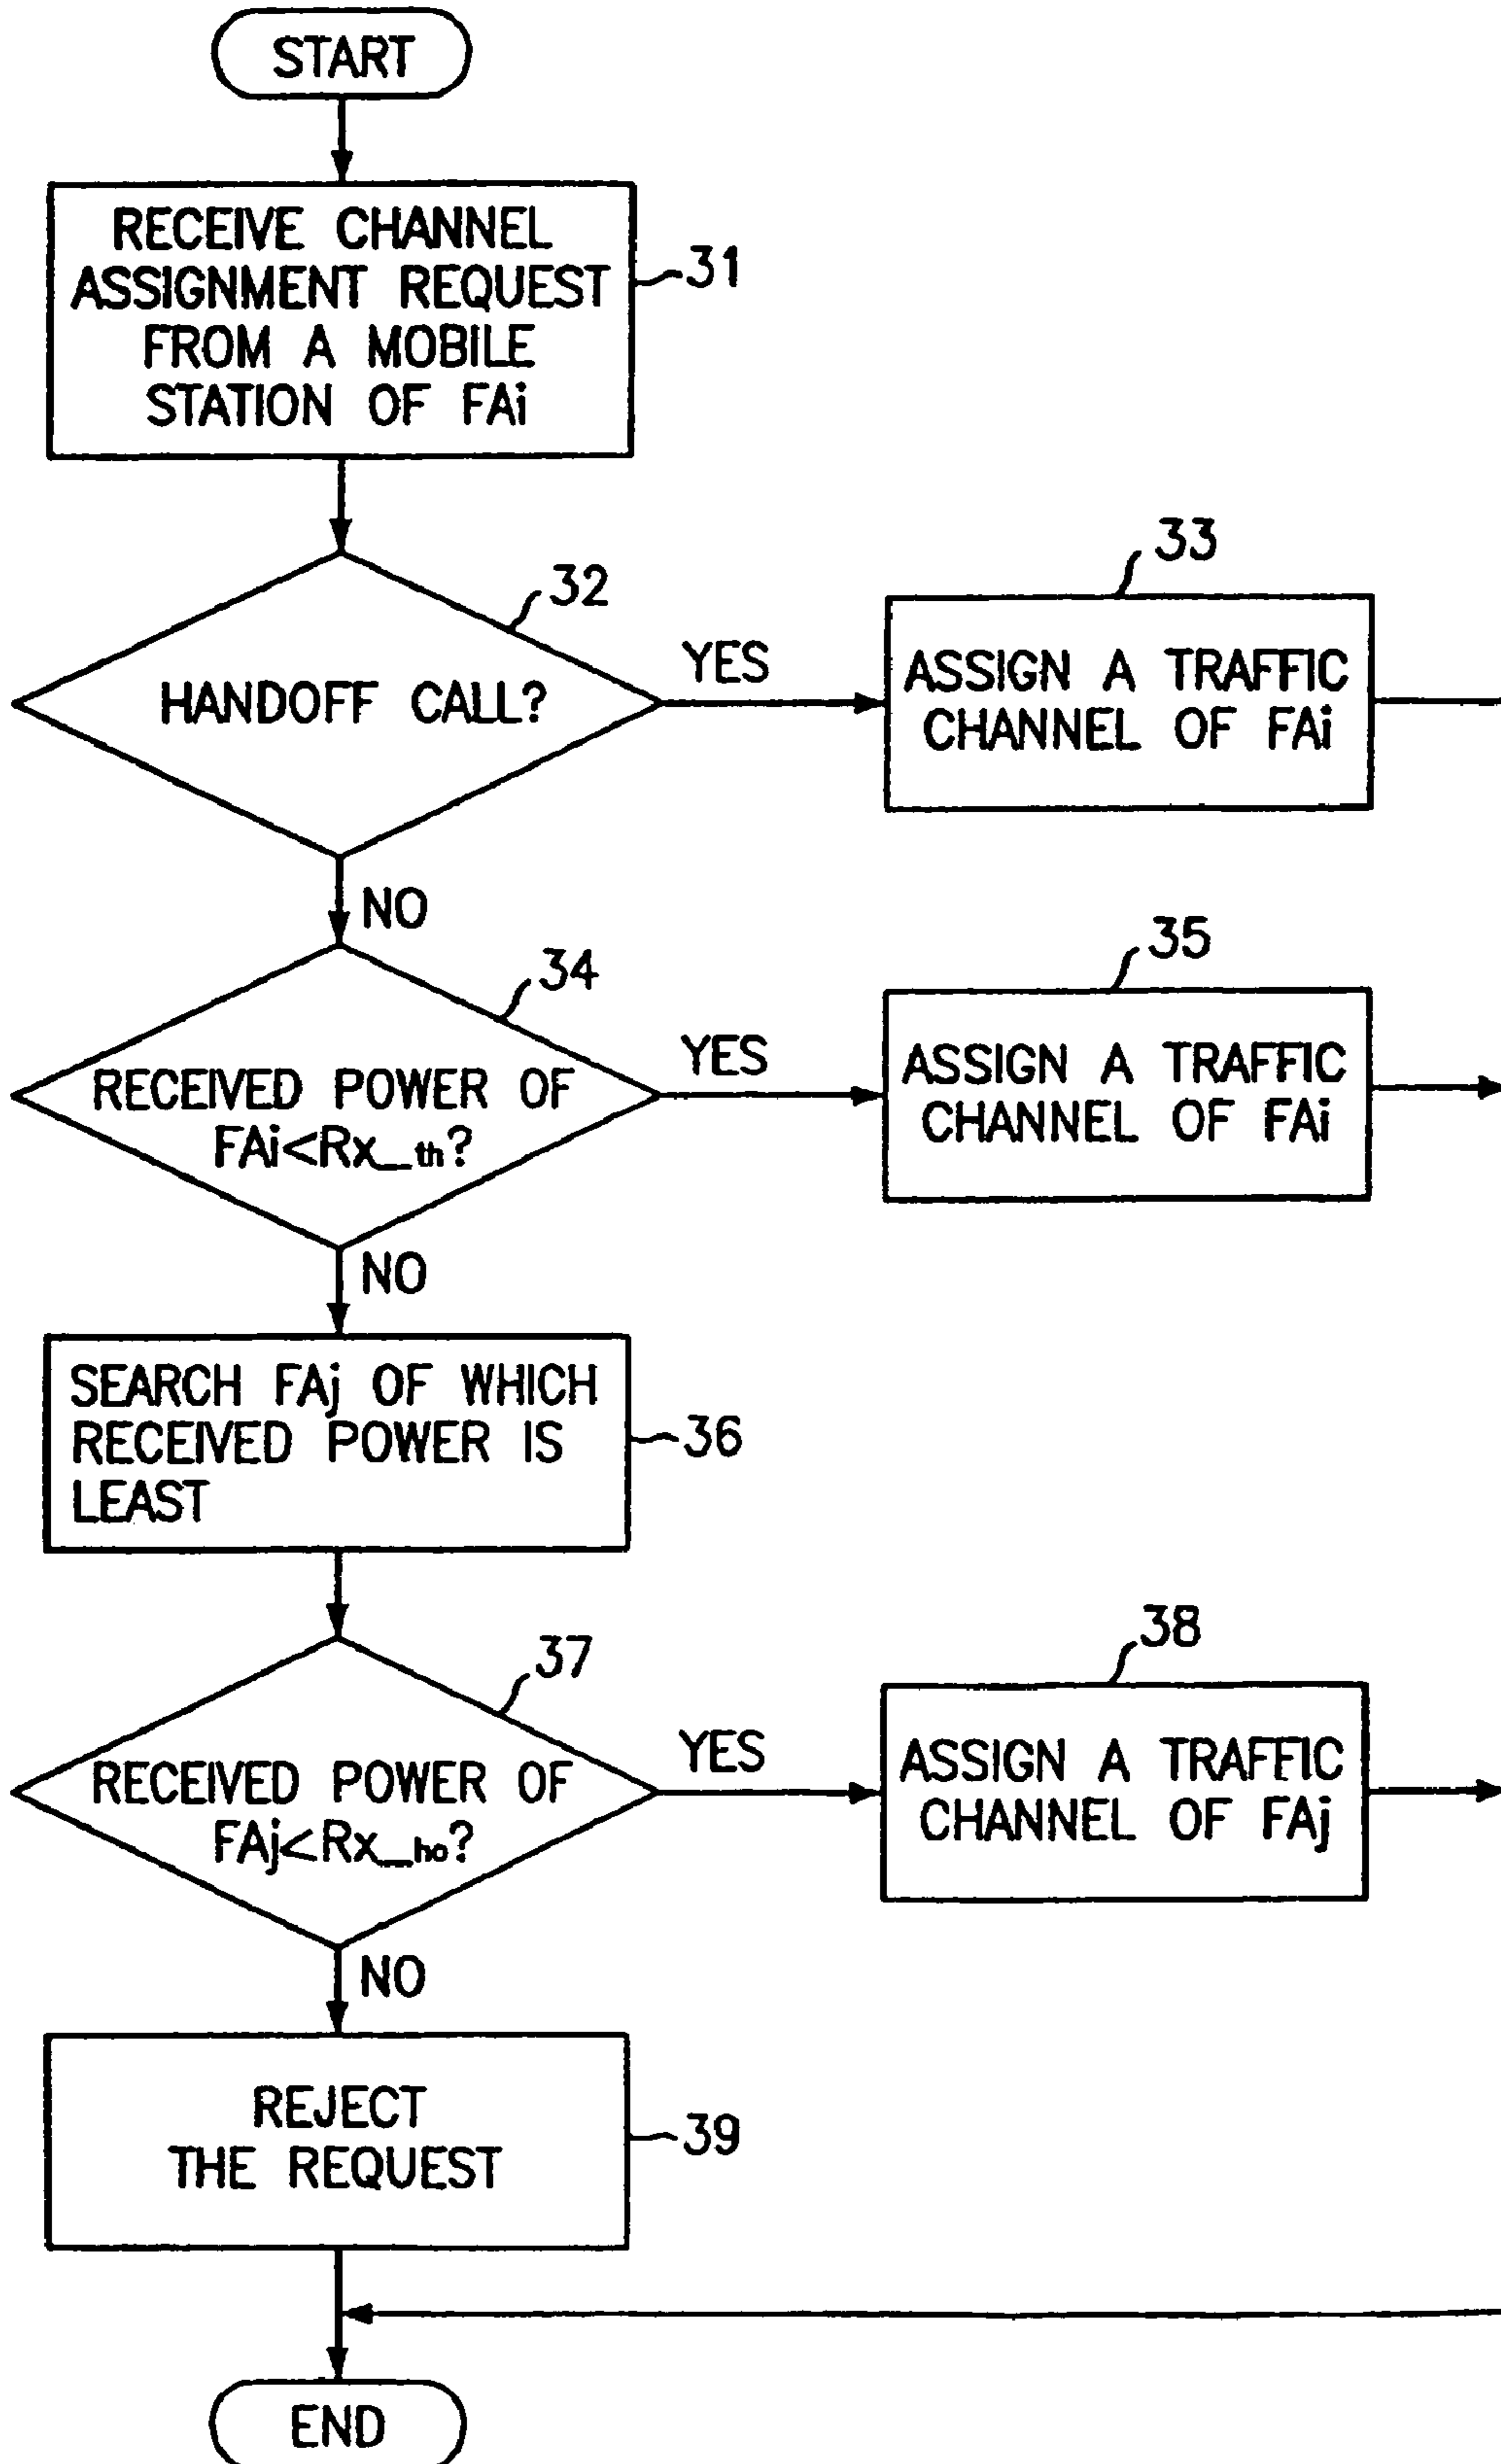 START
RECEIVE CHANNEL
ASSIGNMENT REQUEST
FROM A MOBILE
STATION OF FAi
31
HANDOFF CALL?
32
YES
33
ASSIGN A TRAFFIC
CHANNEL OF FAi
NO
34
RECEIVED POWER OF
FAi<Rx_th?
YES
35
ASSIGN A TRAFFIC
CHANNEL OF FAi
NO
SEARCH FAj OF WHICH
RECEIVED POWER IS
LEAST
36
37
RECEIVED POWER OF
FAj<Rx_ho?
YES
38
ASSIGN A TRAFFIC
CHANNEL OF FAj
NO
REJECT
THE REQUEST
39
END